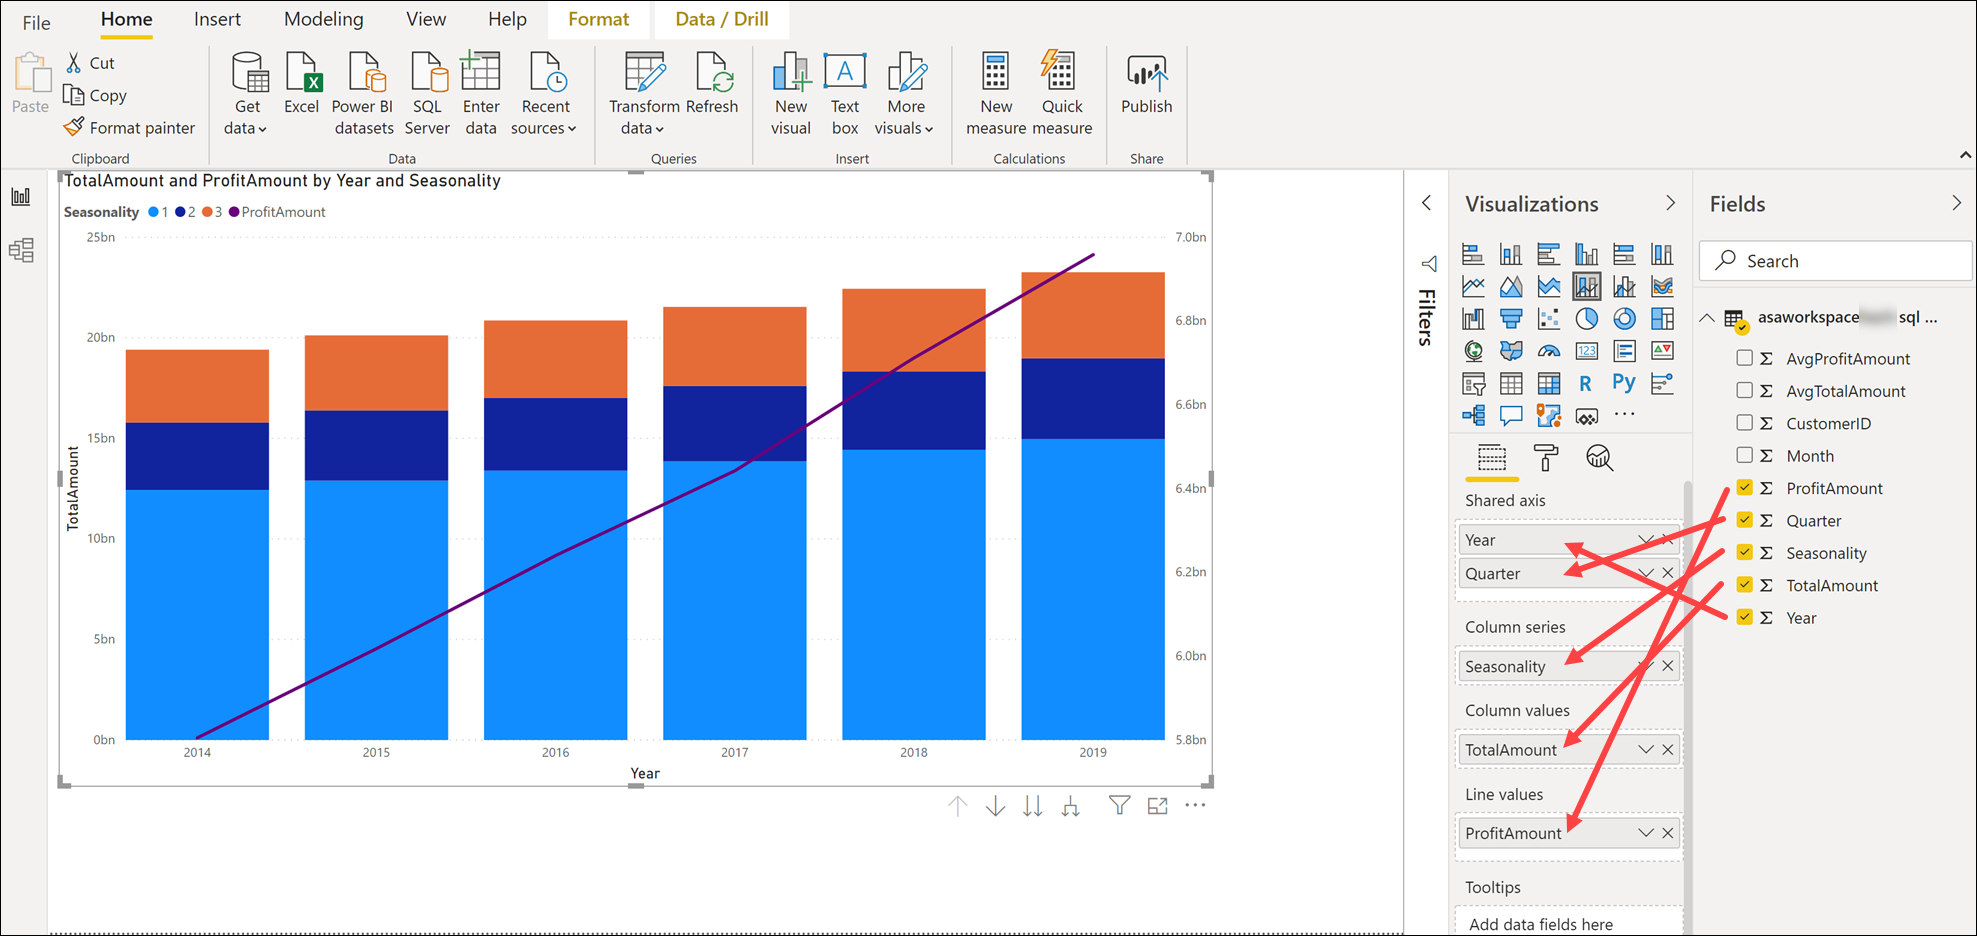 File Home Insert Modeling View Help Format Data / Drill
Paste
Cut
Copy
Format painter
Clipboard
Get data
Excel
Power BI datasets
SQL Server
Enter data
Recent sources
Data
Transform data
Refresh
Queries
New visual
Text box
More visuals
Insert
New measure
Quick measure
Calculations
Publish
Share
TotalAmount and ProfitAmount by Year and Seasonality
Seasonality 1 2 3 ProfitAmount
25bn
20bn
15bn
10bn
5bn
0bn
TotalAmount
7.0bn
6.8bn
6.6bn
6.4bn
6.2bn
6.0bn
5.8bn
2014 2015 2016 2017 2018 2019
Year
Filters
Visualizations
123
R Py
Shared axis
Year
Quarter
Column series
Seasonality
Column values
TotalAmount
Line values
ProfitAmount
Tooltips
Add data fields here
Fields
Search
asaworkspace sql ...
AvgProfitAmount
AvgTotalAmount
CustomerID
Month
ProfitAmount
Quarter
Seasonality
TotalAmount
Year